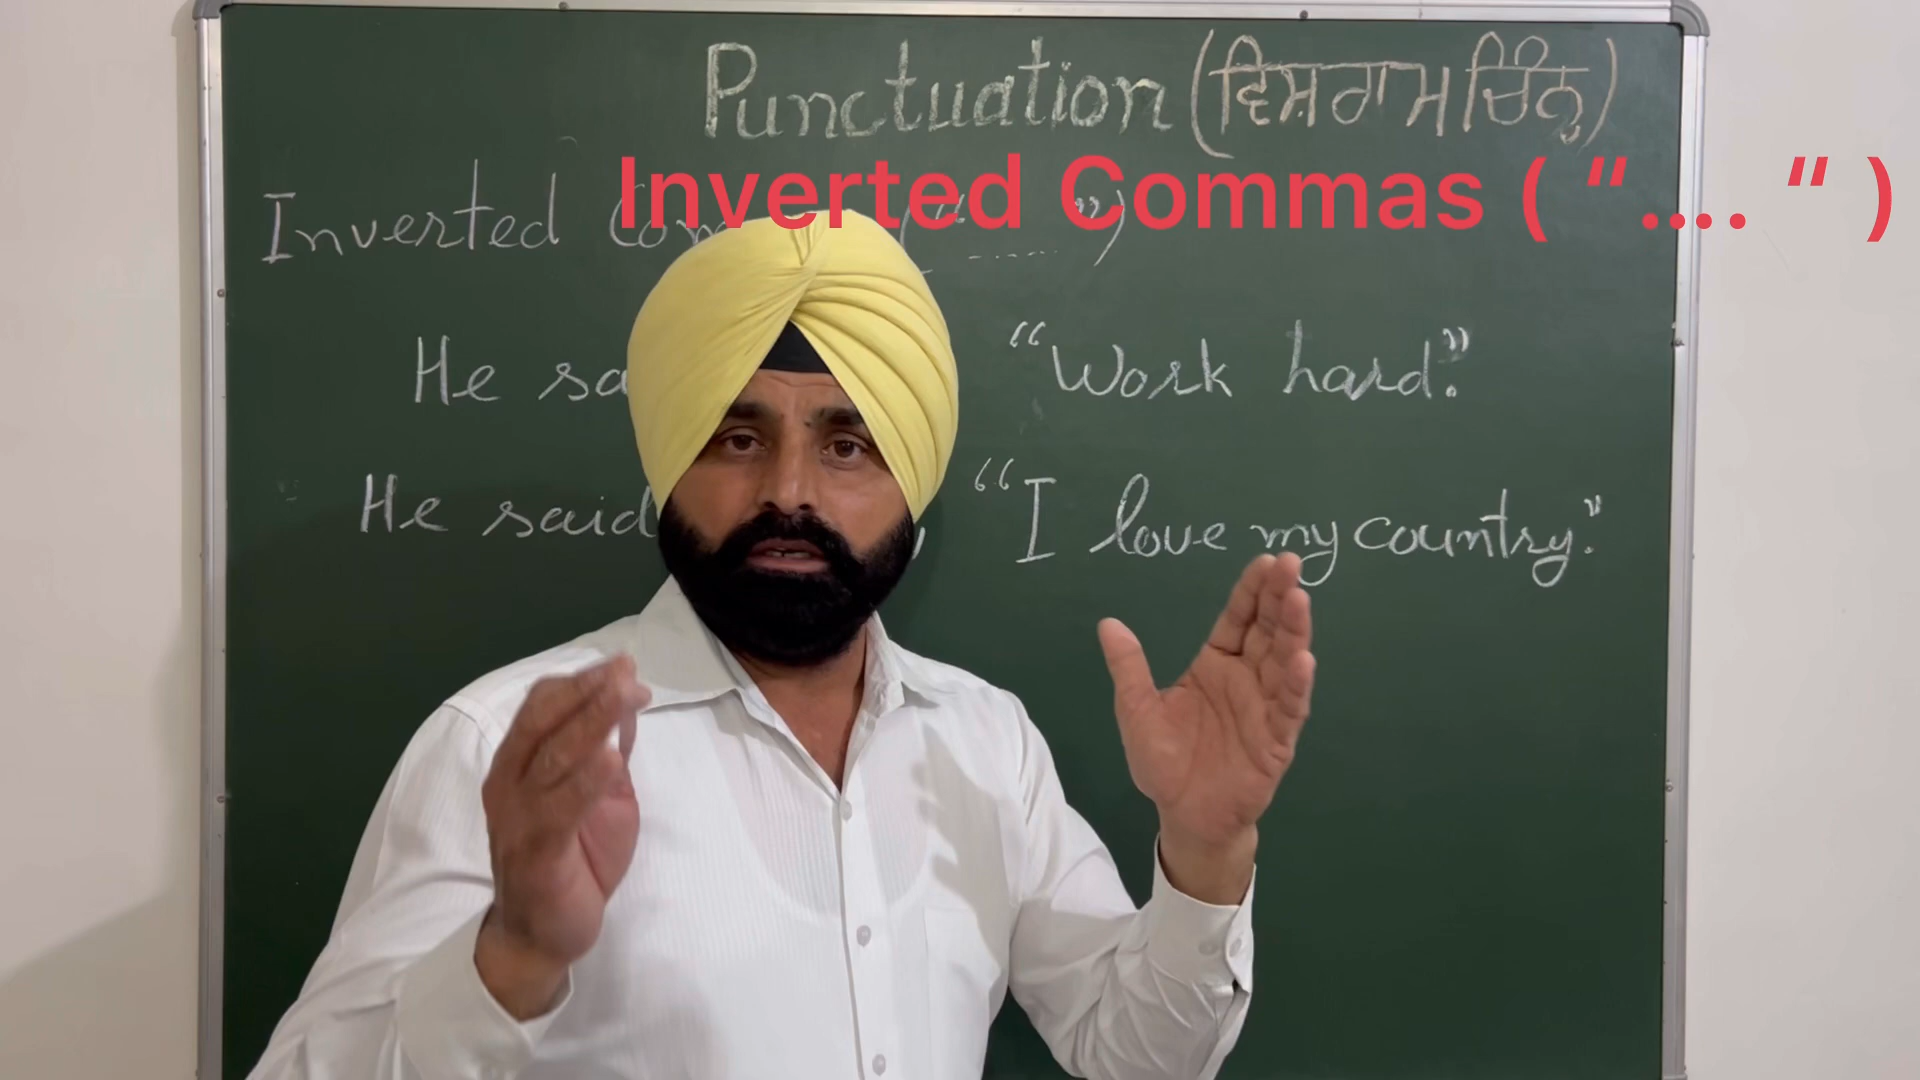 Punctuation (ਵਿਸ਼ਰਾਮ ਚਿੰਨ੍ਹ)
Inverted Commas ( “ .... “ )
Inverted (“ ...... ”)
He “Work hard.”
He said , “I love my country.”